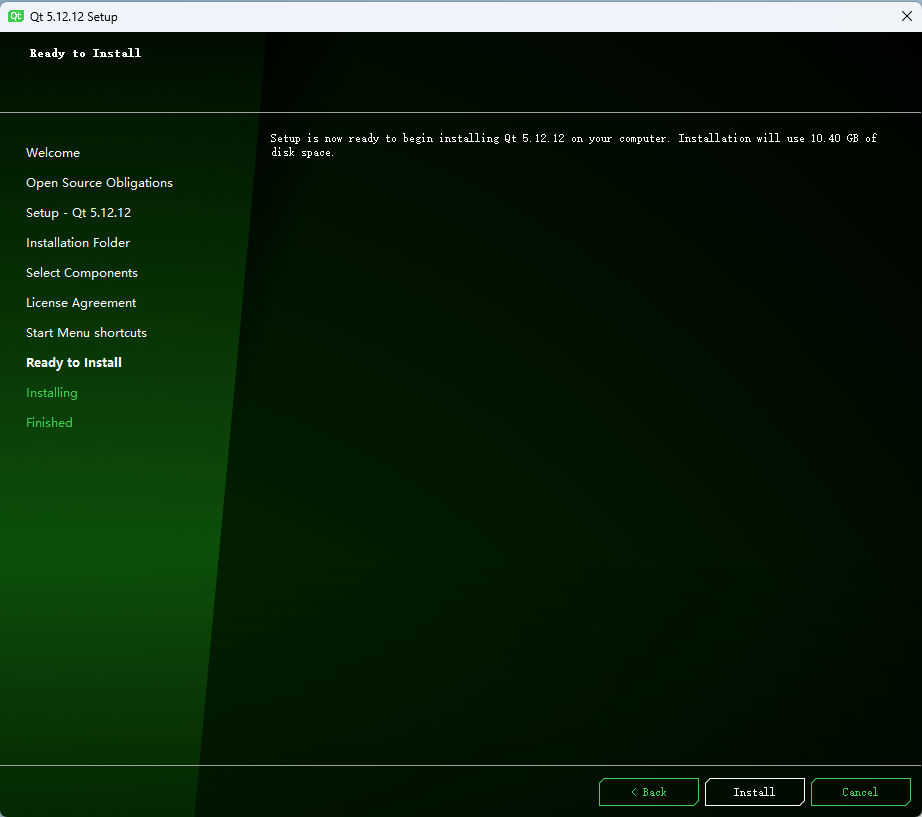 Qt Qt 5.12.12 Setup
Ready to Install
Setup is now ready to begin installing Qt 5.12.12 on your computer. Installation will use 10.40 GB of
disk space.
Welcome
Open Source Obligations
Setup - Qt 5.12.12
Installation Folder
Select Components
License Agreement
Start Menu shortcuts
Ready to Install
Installing
Finished
< Back
Install
Cancel